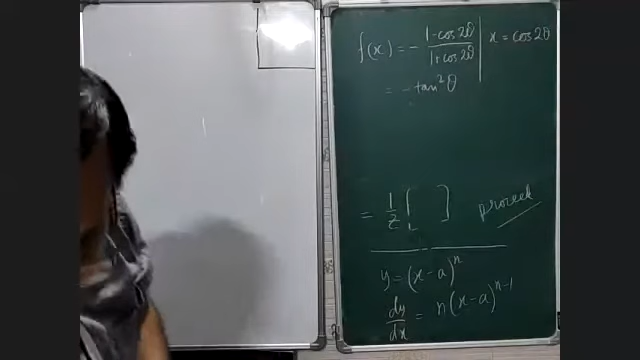 f(x) = - (1-cos2θ)/(1+cos2θ) | x = cos2θ
= - tan²θ
= 1/2 [ ] proceed
y = (x-a)ⁿ
dy/dx = n(x-a)ⁿ⁻¹